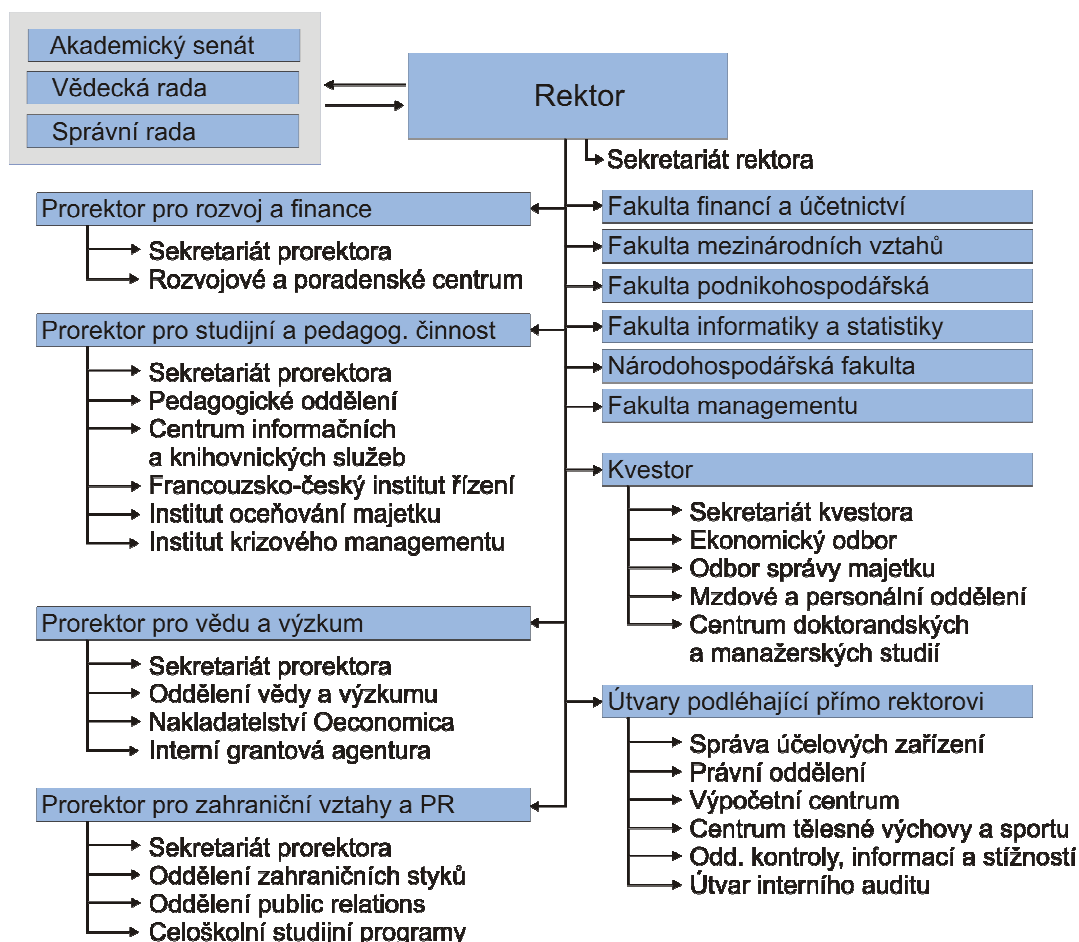 Akademický senát
Vědecká rada
Správní rada
Rektor
Sekretariát rektora
Prorektor pro rozvoj a finance
Sekretariát prorektora
Rozvojové a poradenské centrum
Prorektor pro studijní a pedagog. činnost
Sekretariát prorektora
Pedagogické oddělení
Centrum informačních
a knihovnických služeb
Francouzsko-český institut řízení
Institut oceňování majetku
Institut krizového managementu
Prorektor pro vědu a výzkum
Sekretariát prorektora
Oddělení vědy a výzkumu
Nakladatelství Oeconomica
Interní grantová agentura
Prorektor pro zahraniční vztahy a PR
Sekretariát prorektora
Oddělení zahraničních styků
Oddělení public relations
Celoškolní studijní programy
Fakulta financí a účetnictví
Fakulta mezinárodních vztahů
Fakulta podnikohospodářská
Fakulta informatiky a statistiky
Národohospodářská fakulta
Fakulta managementu
Kvestor
Sekretariát kvestora
Ekonomický odbor
Odbor správy majetku
Mzdové a personální oddělení
Centrum doktorandských
a manažerských studií
Útvary podléhající přímo rektorovi
Správa účelových zařízení
Právní oddělení
Výpočetní centrum
Centrum tělesné výchovy a sportu
Odd. kontroly, informací a stížností
Útvar interního auditu